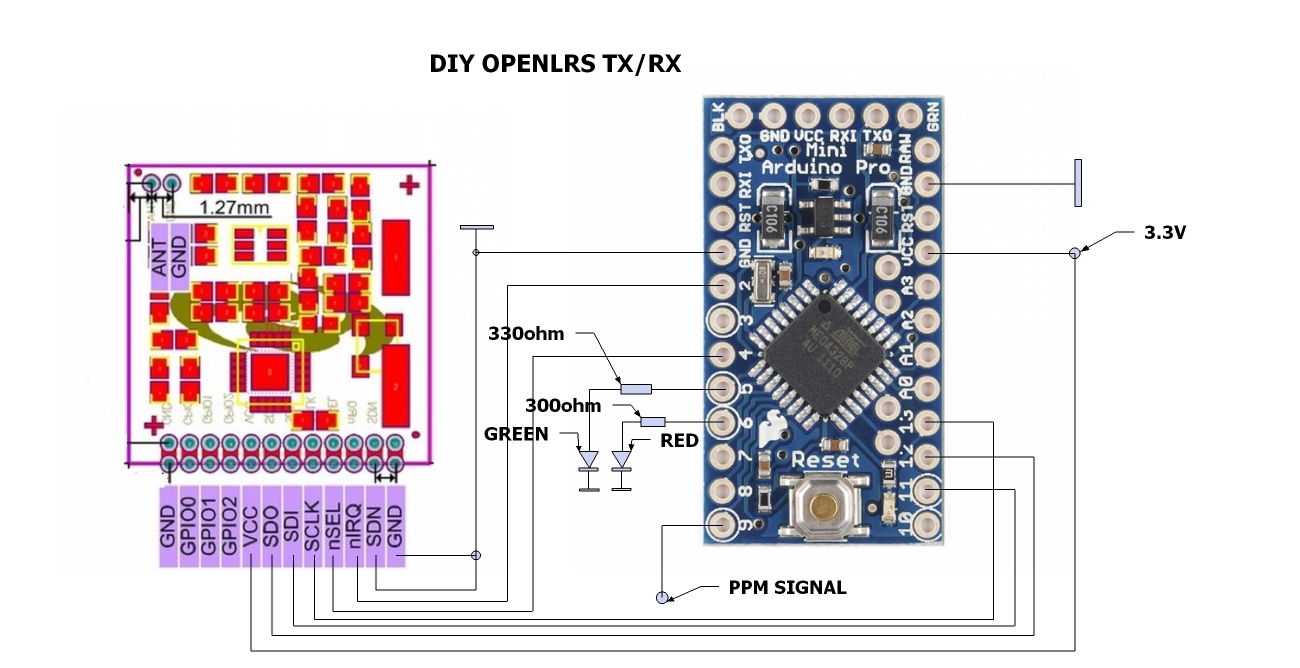 DIY OPENLRS TX/RX
BLK GND VCC RXI TXO GRN
Mini
Arduino Pro
TXO
RXI
RST
GND
2
3
4
5
6
7
8
9
RAW
GND
RST
VCC
A3
A2
A1
A0
13
12
11
10
C106
C106
Reset
3.3V
1.27mm
ANT
GND
330ohm
300ohm
GREEN
RED
GND
GPIO0
GPIO1
GPIO2
VCC
SDO
SDI
SCLK
nSEL
nIRQ
SDN
GND
PPM SIGNAL